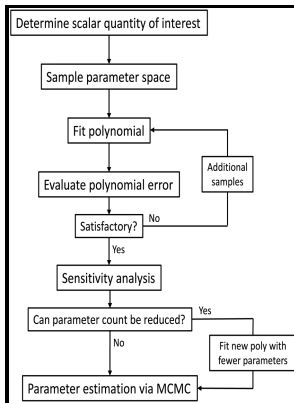 Determine scalar quantity of interest
Sample parameter space
Fit polynomial
Additional
samples
Evaluate polynomial error
No
Satisfactory?
Yes
Sensitivity analysis
Can parameter count be reduced?
Yes
No
Fit new poly with
fewer parameters
Parameter estimation via MCMC